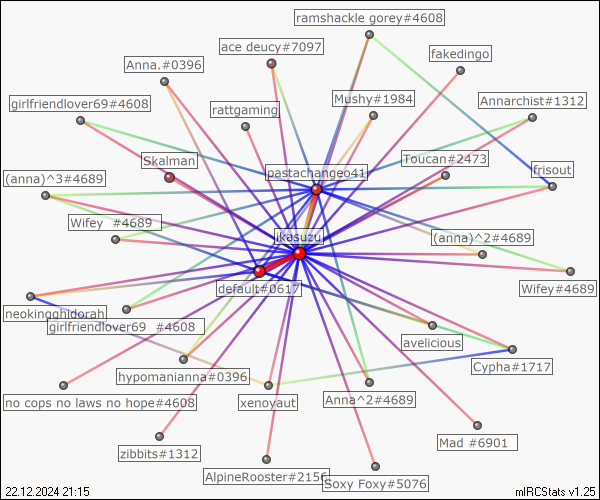 ramshackle gorey#4608
ace deucy#7097
fakedingo
Anna.#0396
girlfriendlover69#4608
rattgaming
Mushy#1984
Annarchist#1312
Skalman
Toucan#2473
pastachangeo41
frisout
(anna)^3#4689
Wifey #4689
ikasuzu
(anna)^2#4689
default#0617
Wifey#4689
neokingghidorah
girlfriendlover69 #4608
avelicious
Cypha#1717
hypomanianna#0396
no cops no laws no hope#4608
xenoyaut
Anna^2#4689
Mad #6901
zibbits#1312
AlpineRooster#2156
Soxy Foxy#5076
22.12.2024 21:15
mIRCStats v1.25